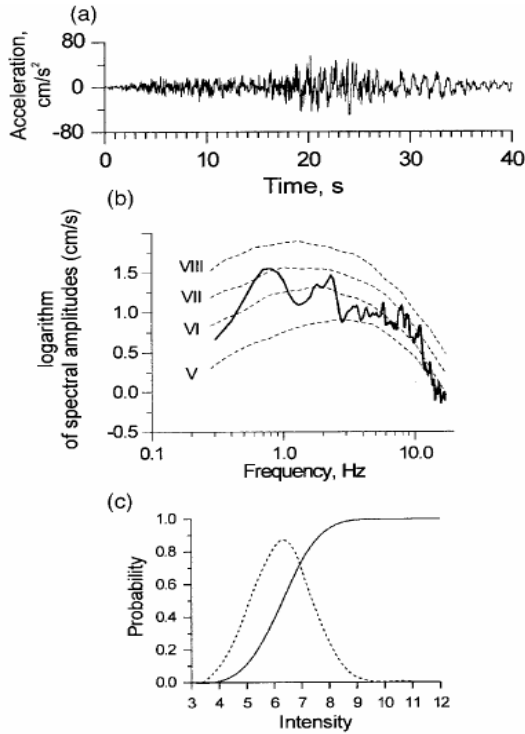 (a)
Acceleration,
cm/s²
80
0
-80
0 10 20 30 40
Time, s
(b)
logarithm
of spectral amplitudes (cm/s)
1.5
1.0
0.5
0.0
-0.5
VIII
VII
VI
V
0.1 1.0 10.0
Frequency, Hz
(c)
Probability
1.0
0.8
0.6
0.4
0.2
0.0
3 4 5 6 7 8 9 10 11 12
Intensity